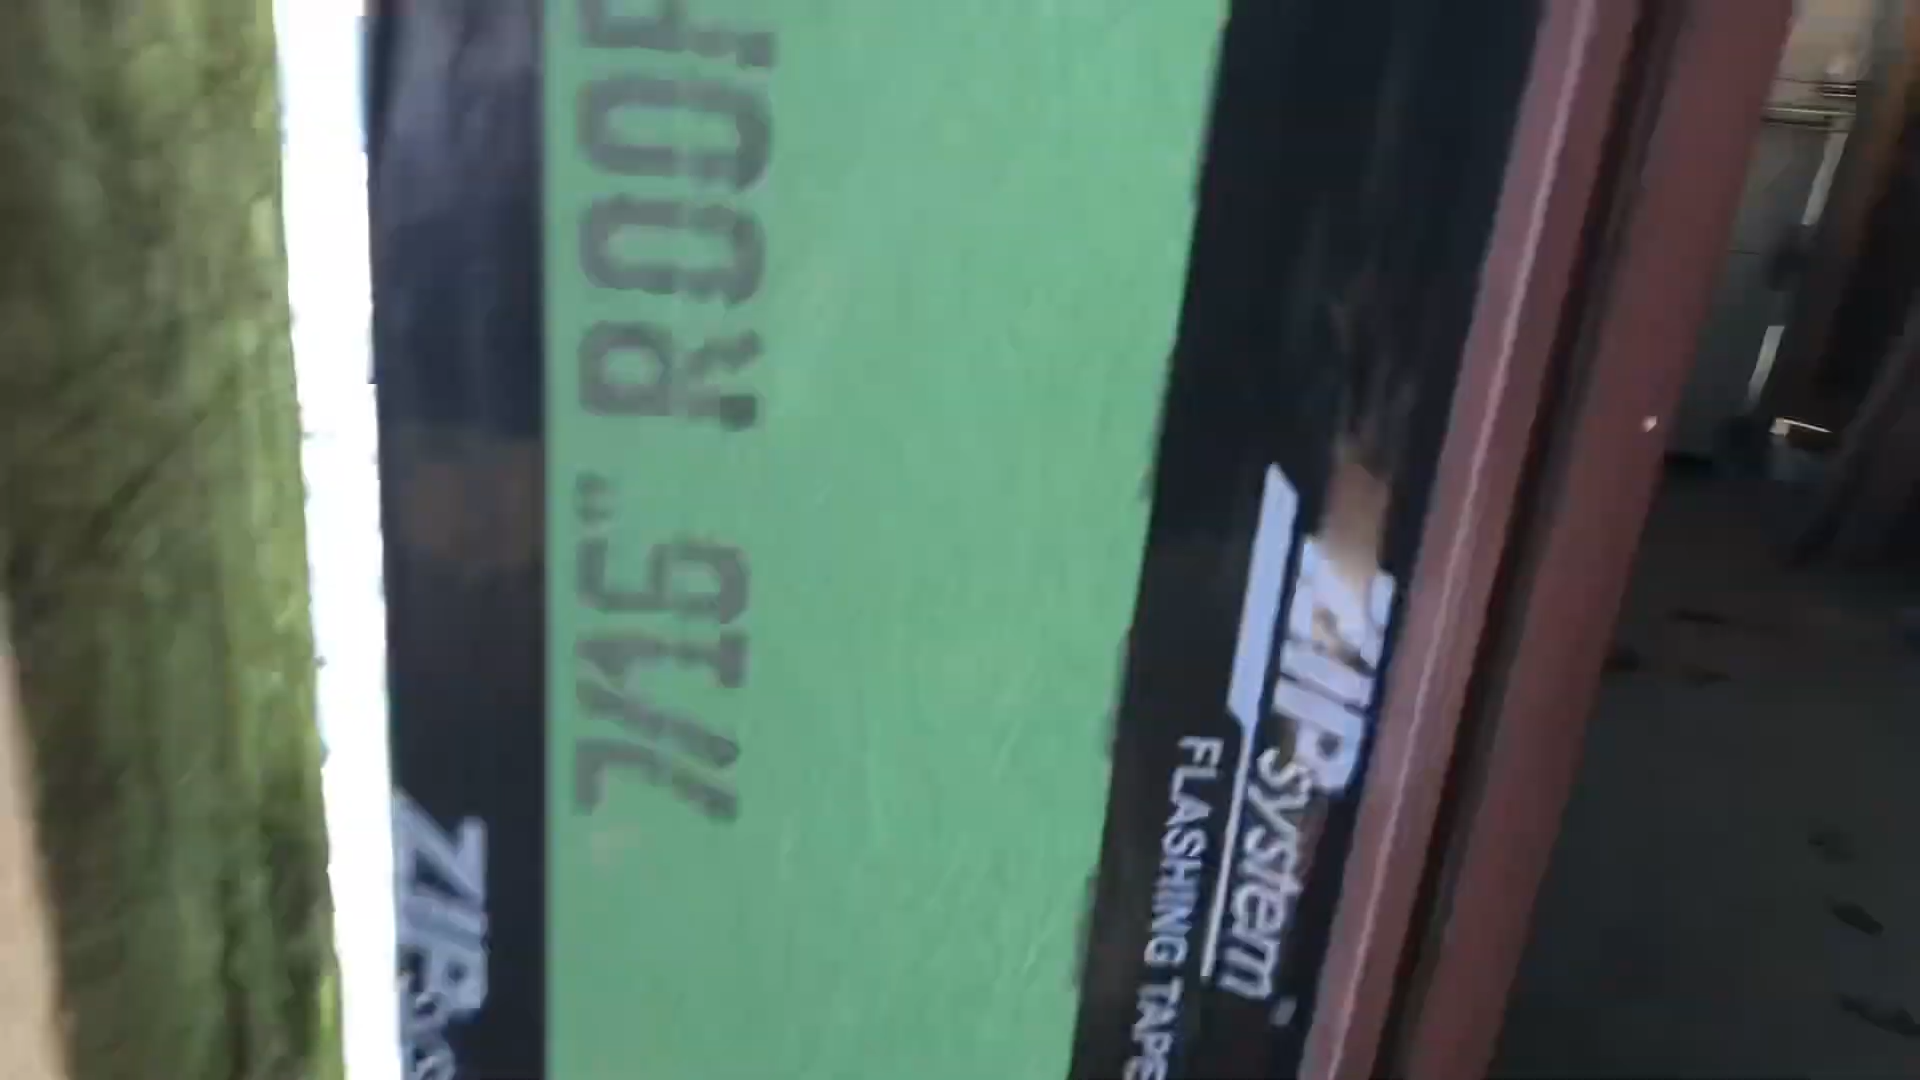 7/16" ROOF
ZIP
ZIP
system
FLASHING TAPE